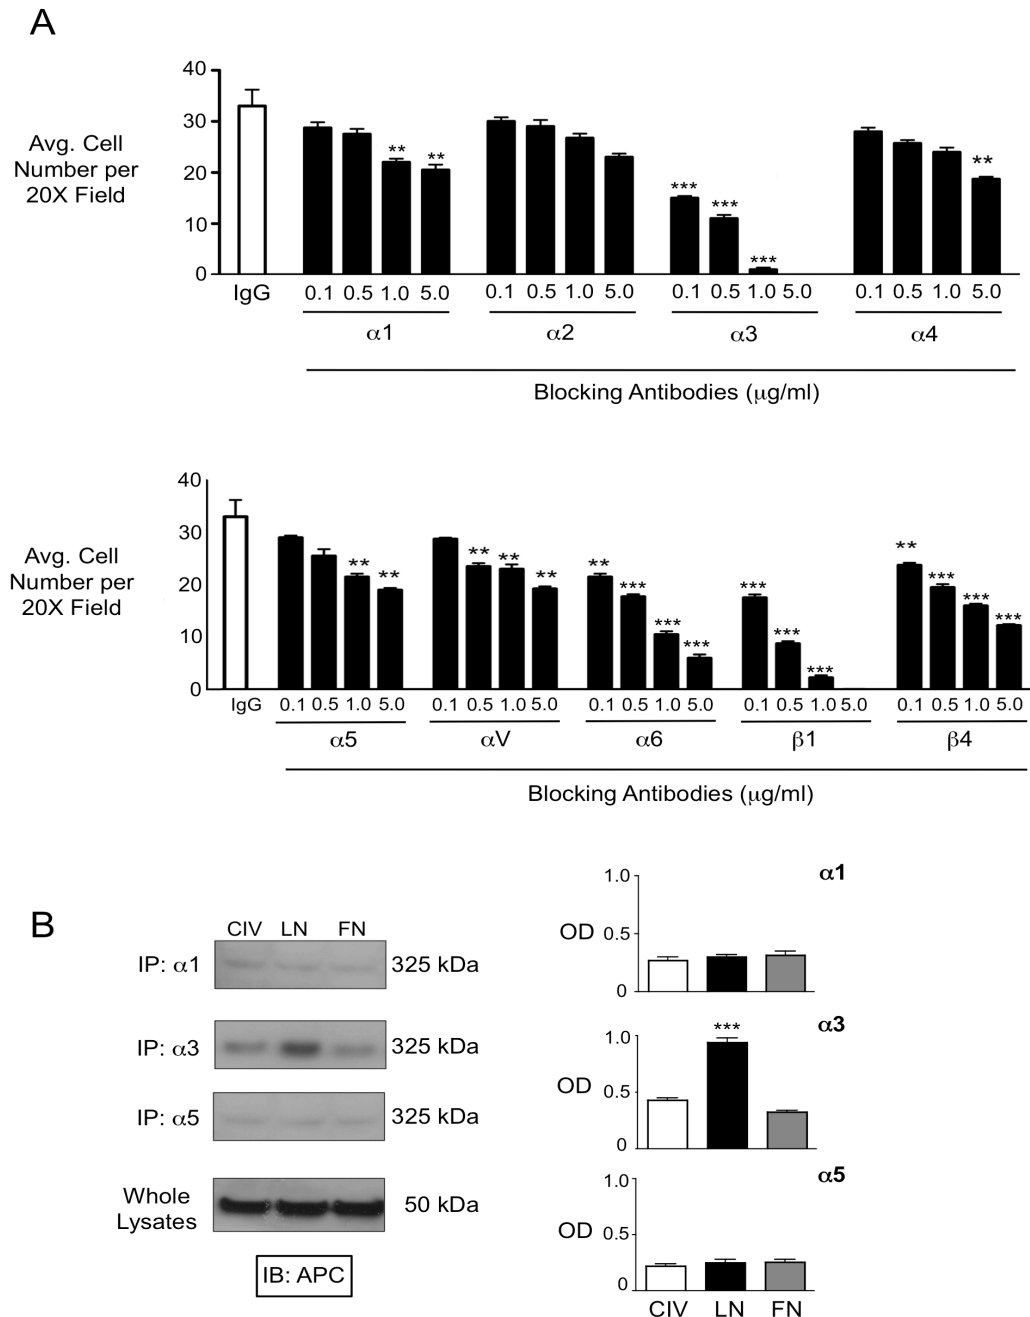 A
40
30
20
10
0
Avg. Cell
Number per
20X Field
** ** *** *** *** **
IgG 0.1 0.5 1.0 5.0 0.1 0.5 1.0 5.0 0.1 0.5 1.0 5.0 0.1 0.5 1.0 5.0
α1 α2 α3 α4
Blocking Antibodies (μg/ml)
40
30
20
10
0
Avg. Cell
Number per
20X Field
** ** ** ** ** ** *** *** *** *** *** *** ** *** *** ***
IgG 0.1 0.5 1.0 5.0 0.1 0.5 1.0 5.0 0.1 0.5 1.0 5.0 0.1 0.5 1.0 5.0 0.1 0.5 1.0 5.0
α5 αV α6 β1 β4
Blocking Antibodies (μg/ml)
B
CIV LN FN
IP: α1 325 kDa
IP: α3 325 kDa
IP: α5 325 kDa
Whole
Lysates
50 kDa
IB: APC
α1
1.0
OD 0.5
0
α3
***
1.0
OD 0.5
0
α5
1.0
OD 0.5
0
CIV LN FN